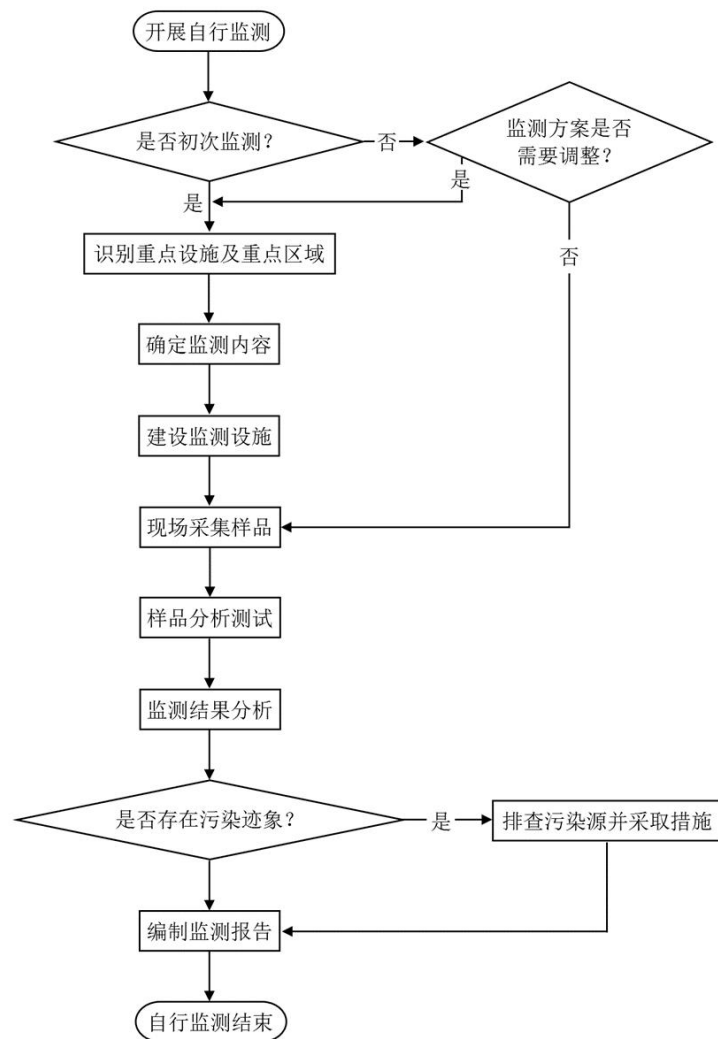 开展自行监测
是否初次监测？
否
监测方案是否
需要调整？
是
是
识别重点设施及重点区域
否
确定监测内容
建设监测设施
现场采集样品
样品分析测试
监测结果分析
是否存在污染迹象？
是
排查污染源并采取措施
编制监测报告
自行监测结束